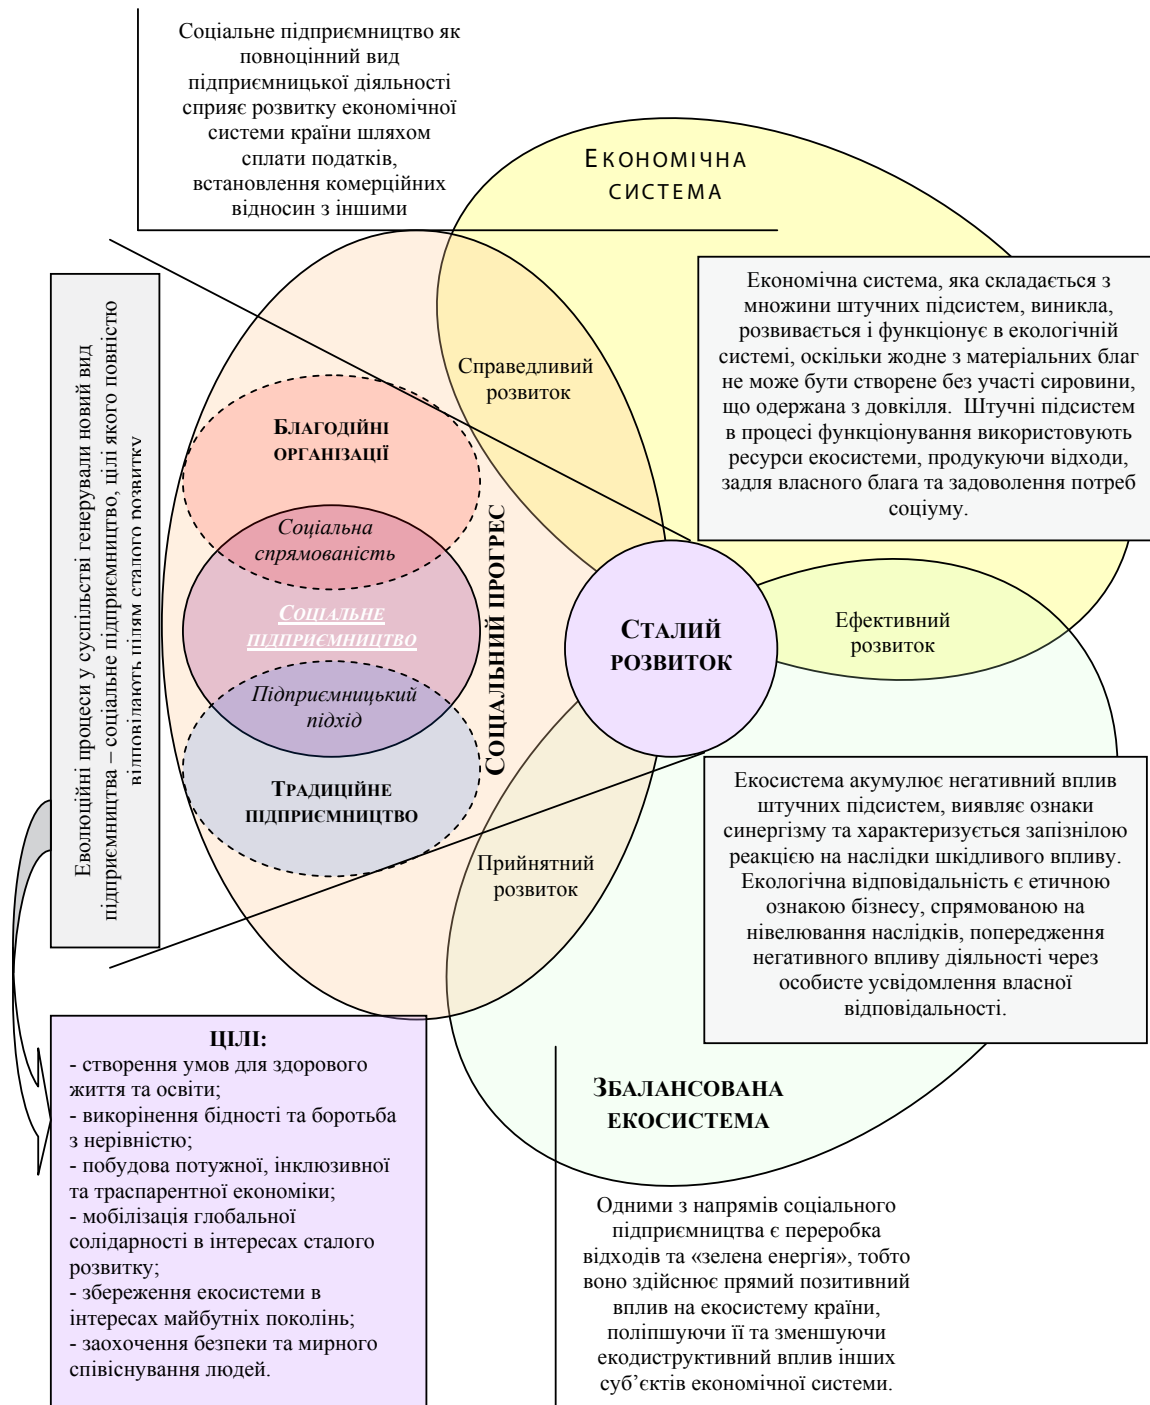 Соціальне підприємництво як
повноцінний вид
підприємницької діяльності
сприяє розвитку економічної
системи країни шляхом
сплати податків,
встановлення комерційних
відносин з іншими
ЕКОНОМІЧНА
СИСТЕМА
Економічна система, яка складається з
множини штучних підсистем, виникла,
розвивається і функціонує в екологічній
системі, оскільки жодне з матеріальних благ
не може бути створене без участі сировини,
що одержана з довкілля. Штучні підсистем
в процесі функціонування використовують
ресурси екосистеми, продукуючи відходи,
задля власного блага та задоволення потреб
соціуму.
Еволюційні процеси у суспільстві генерували новий вид
підприємництва – соціальне підприємництво, цілі якого повністю
відповідають цілям сталого розвитку
Справедливий
розвиток
БЛАГОДІЙНІ
ОРГАНІЗАЦІЇ
Соціальна
спрямованість
СОЦІАЛЬНЕ
ПІДПРИЄМНИЦТВО
Підприємницький
підхід
ТРАДИЦІЙНЕ
ПІДПРИЄМНИЦТВО
СОЦІАЛЬНИЙ ПРОГРЕС
СТАЛИЙ
РОЗВИТОК
Ефективний
розвиток
Прийнятний
розвиток
Екосистема акумулює негативний вплив
штучних підсистем, виявляє ознаки
синергізму та характеризується запізнілою
реакцією на наслідки шкідливого впливу.
Екологічна відповідальність є етичною
ознакою бізнесу, спрямованою на
нівелювання наслідків, попередження
негативного впливу діяльності через
особисте усвідомлення власної
відповідальності.
ЦІЛІ:
- створення умов для здорового
життя та освіти;
- викорінення бідності та боротьба
з нерівністю;
- побудова потужної, інклюзивної
та траспарентної економіки;
- мобілізація глобальної
солідарності в інтересах сталого
розвитку;
- збереження екосистеми в
інтересах майбутніх поколінь;
- заохочення безпеки та мирного
співіснування людей.
ЗБАЛАНСОВАНА
ЕКОСИСТЕМА
Одними з напрямів соціального
підприємництва є переробка
відходів та «зелена енергія», тобто
воно здійснює прямий позитивний
вплив на екосистему країни,
поліпшуючи її та зменшуючи
екодиструктивний вплив інших
суб’єктів економічної системи.